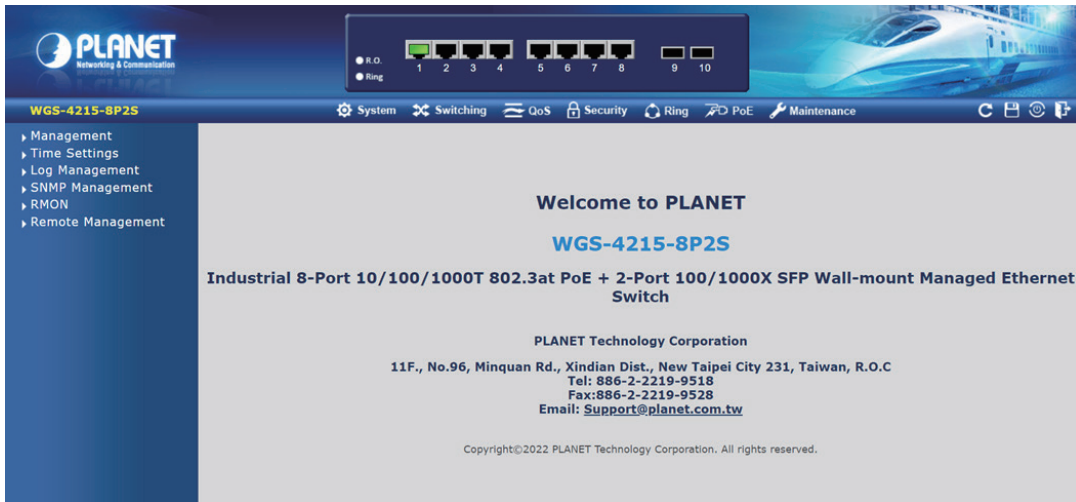 PLANET
Networking & Communication
R.O.
Ring
1 2 3 4 5 6 7 8 9 10
WGS-4215-8P2S
System Switching QoS Security Ring PoE Maintenance
Management
Time Settings
Log Management
SNMP Management
RMON
Remote Management
Welcome to PLANET
WGS-4215-8P2S
Industrial 8-Port 10/100/1000T 802.3at PoE + 2-Port 100/1000X SFP Wall-mount Managed Ethernet
Switch
PLANET Technology Corporation
11F., No.96, Minquan Rd., Xindian Dist., New Taipei City 231, Taiwan, R.O.C
Tel: 886-2-2219-9518
Fax:886-2-2219-9528
Email: Support@planet.com.tw
Copyright©2022 PLANET Technology Corporation. All rights reserved.